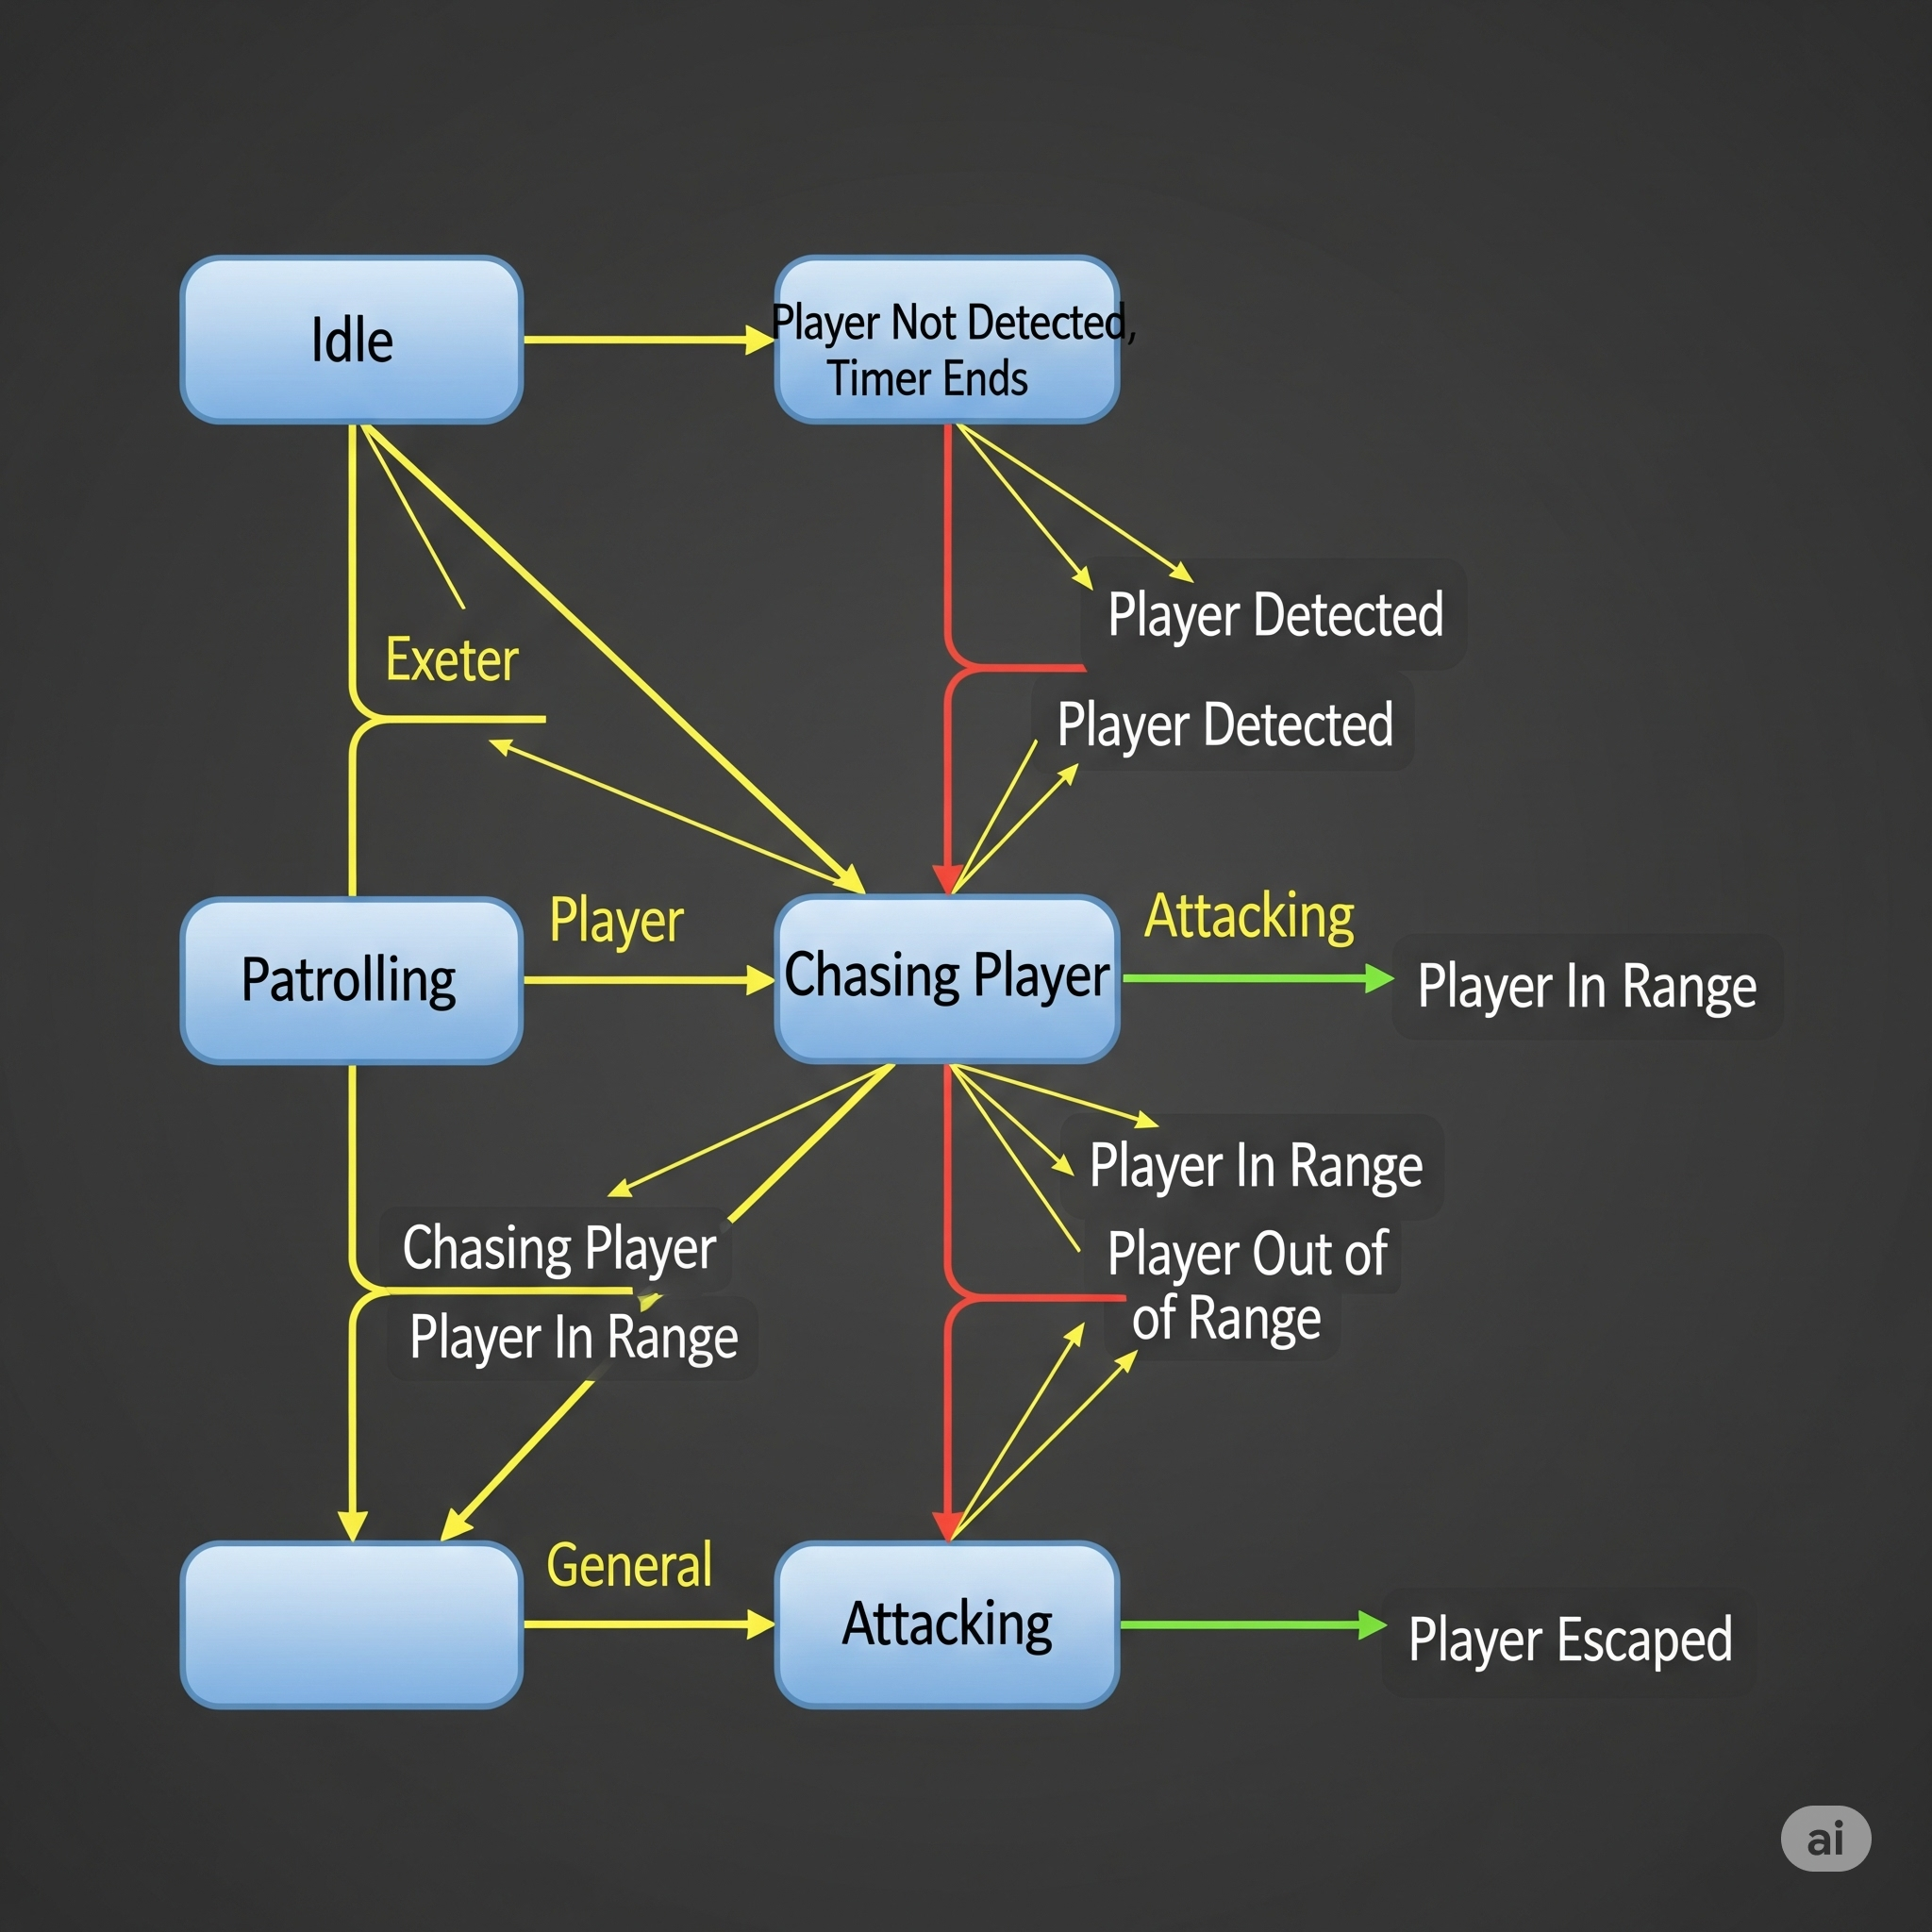 Idle
Player Not Detected,
Timer Ends
Player Detected
Exeter
Player Detected
Player
Attacking
Patrolling
Chasing Player
Player In Range
Player In Range
Chasing Player
Player Out of
of Range
Player In Range
General
Attacking
Player Escaped
ai